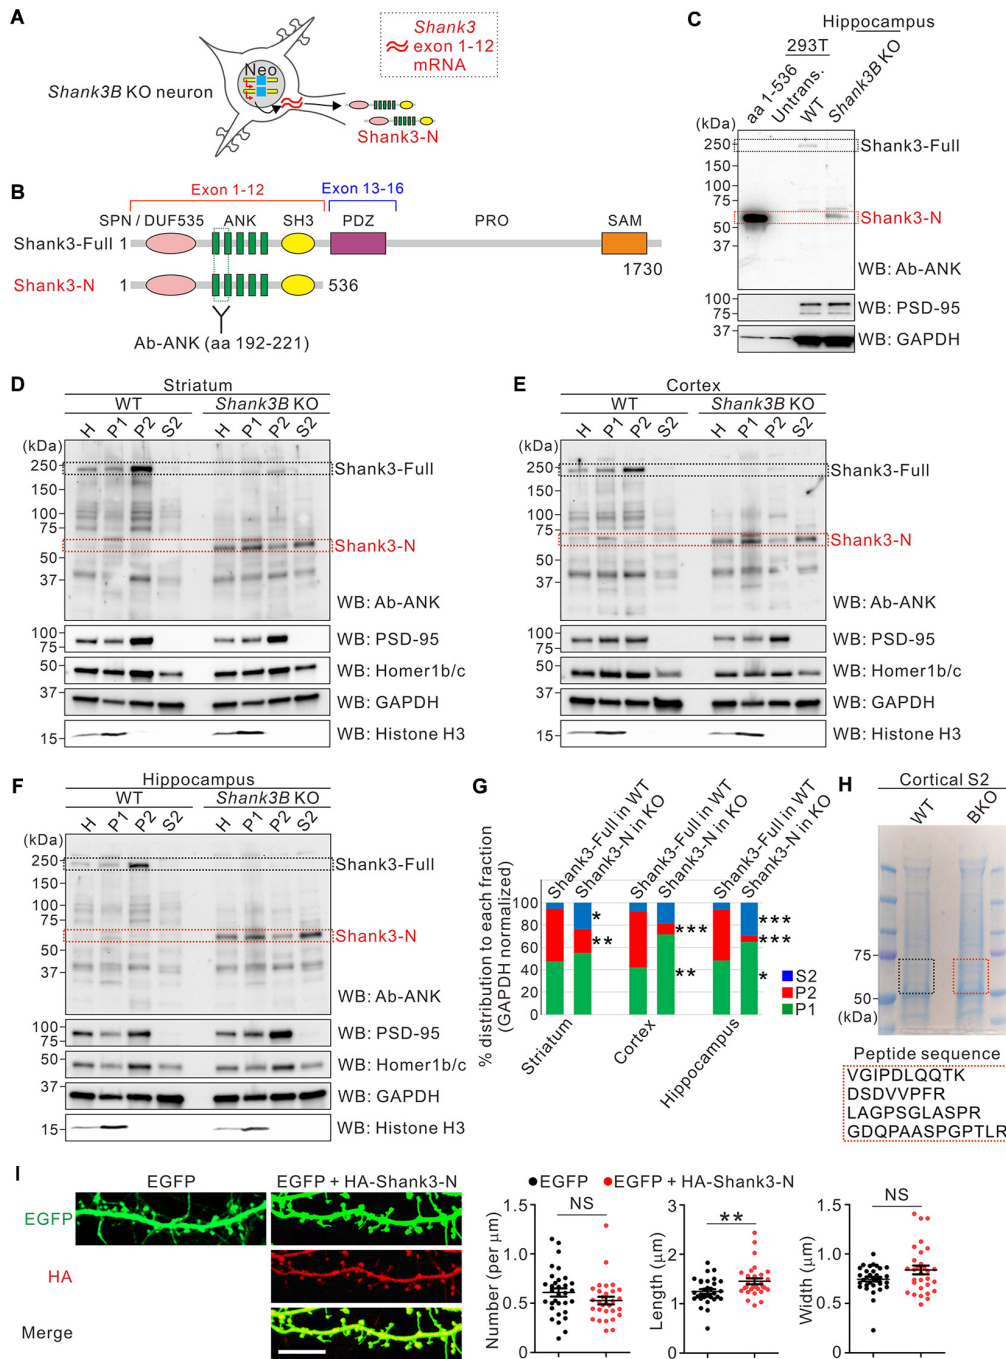 A
Shank3
exon 1-12
mRNA
Neo
Shank3B KO neuron
Shank3-N
B
Exon 1-12
Exon 13-16
SPN / DUF535
ANK
SH3
PDZ
PRO
SAM
Shank3-Full 1
1730
Shank3-N
1
536
Ab-ANK (aa 192-221)
C
Hippocampus
293T
aa 1-536
Untrans.
WT
Shank3B KO
(kDa)
250
150
100
75
50
37
Shank3-Full
Shank3-N
WB: Ab-ANK
100
75
WB: PSD-95
37
WB: GAPDH
D
Striatum
WT
Shank3B KO
H P1 P2 S2 H P1 P2 S2
(kDa)
250
150
100
75
50
37
Shank3-Full
Shank3-N
WB: Ab-ANK
100
75
WB: PSD-95
50
WB: Homer1b/c
37
WB: GAPDH
15
WB: Histone H3
E
Cortex
WT
Shank3B KO
H P1 P2 S2 H P1 P2 S2
(kDa)
250
150
100
75
50
37
Shank3-Full
Shank3-N
WB: Ab-ANK
100
75
WB: PSD-95
50
WB: Homer1b/c
37
WB: GAPDH
15
WB: Histone H3
F
Hippocampus
WT
Shank3B KO
H P1 P2 S2 H P1 P2 S2
(kDa)
250
150
100
75
50
37
Shank3-Full
Shank3-N
WB: Ab-ANK
100
75
WB: PSD-95
50
WB: Homer1b/c
37
WB: GAPDH
15
WB: Histone H3
G
Shank3-Full in WT
Shank3-N in KO
Shank3-Full in WT
Shank3-N in KO
Shank3-Full in WT
Shank3-N in KO
% distribution to each fraction
(GAPDH normalized)
100
80
60
40
20
0
*
**
***
**
***
***
*
S2
P2
P1
Striatum
Cortex
Hippocampus
H
Cortical S2
WT
BKO
75
50
(kDa)
Peptide sequence
VGIPDLQQTK
DSDVVPFR
LAGPSGLASPR
GDQPAASPGPTLR
I
EGFP
EGFP + HA-Shank3-N
EGFP
HA
Merge
EGFP
EGFP + HA-Shank3-N
Number (per µm)
1.5
1.0
0.5
0
NS
Length (µm)
3
2
1
0
**
Width (µm)
1.5
1.0
0.5
0
NS